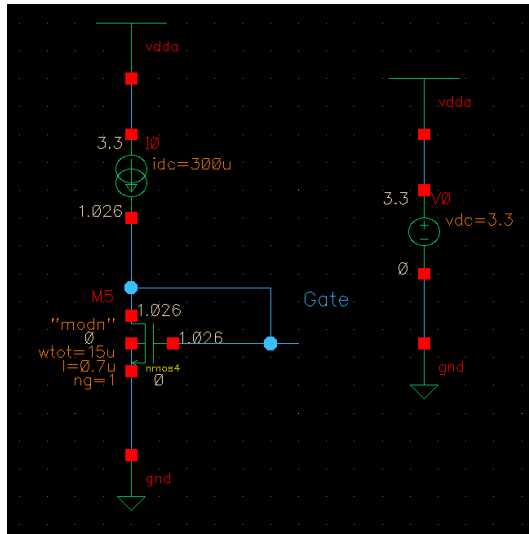 vdda
vdda
3.3
I0
idc=300u
1.026
3.3
V0
vdc=3.3
0
M5
1.026
Gate
"modn"
0
1.026
wtot=15u
l=0.7u
nmos4
ng=1
0
gnd
gnd